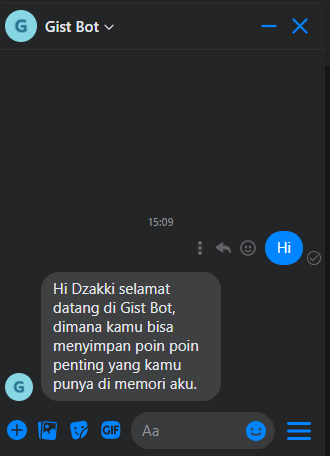 G Gist Bot
15:09
Hi
Hi Dzakki selamat
datang di Gist Bot,
dimana kamu bisa
menyimpan poin poin
penting yang kamu
punya di memori aku.
G
GIF Aa